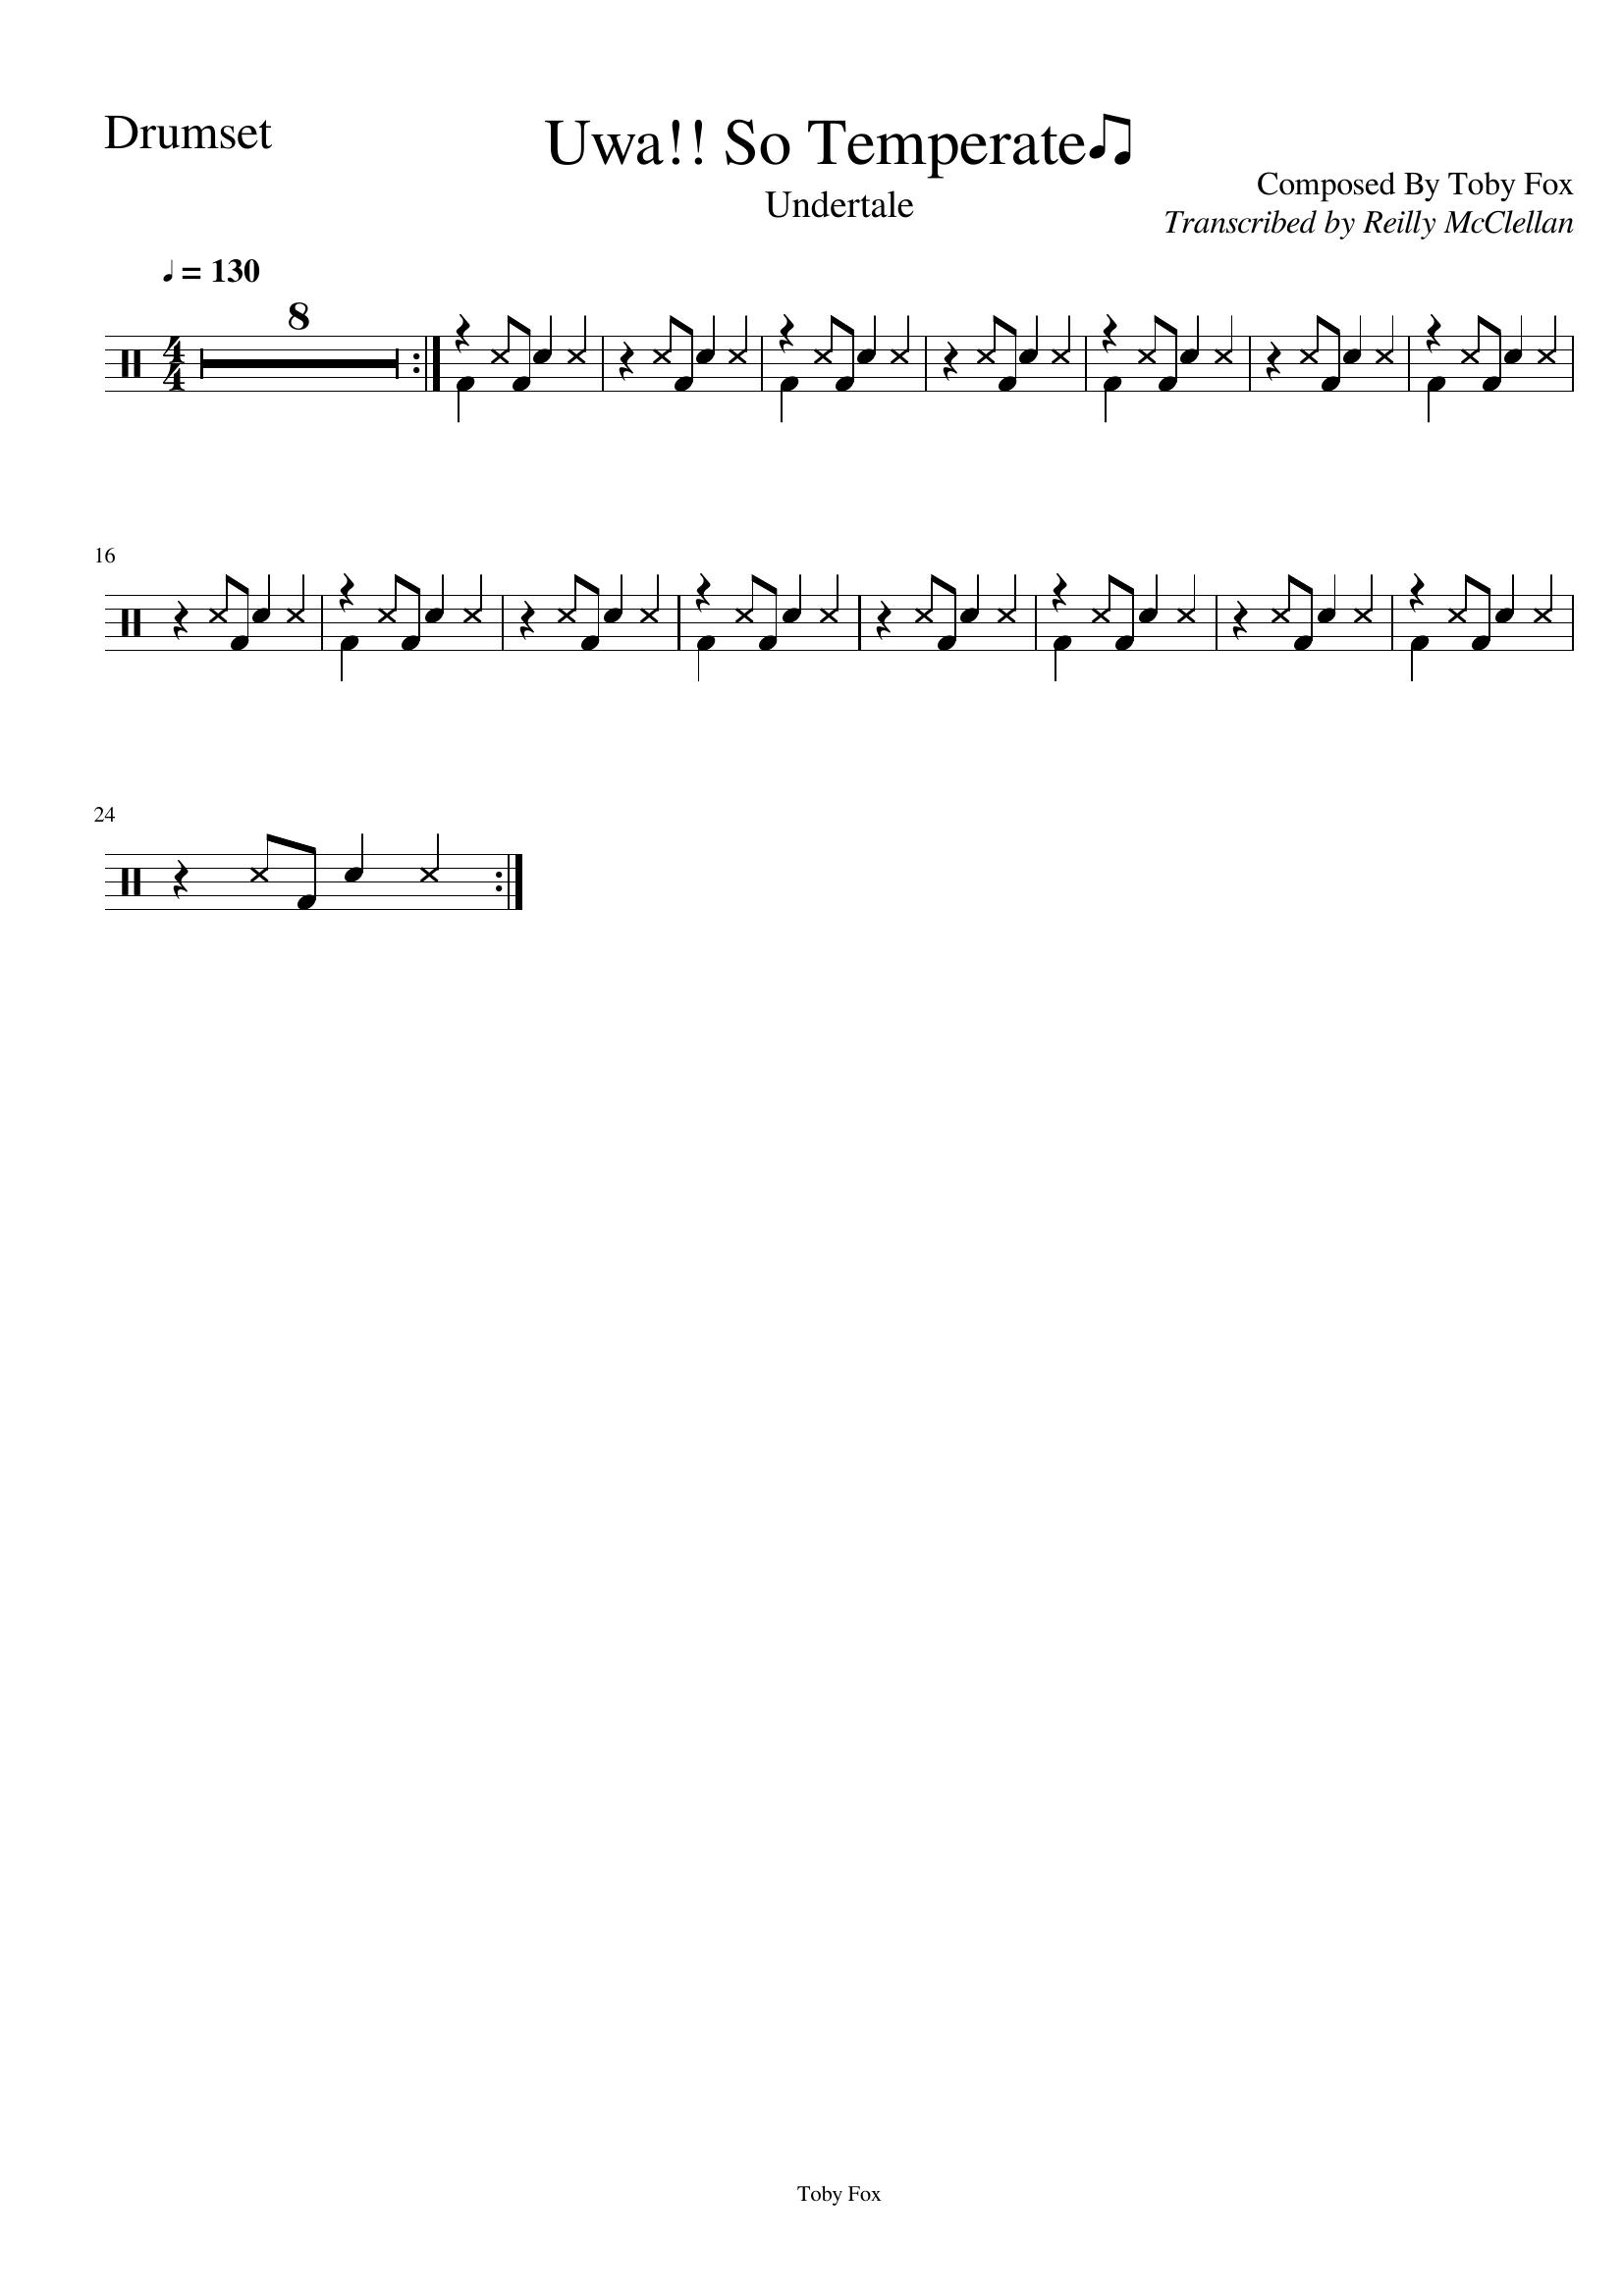 Drumset
Uwa!! So Temperate♫
Undertale
Composed By Toby Fox
Transcribed by Reilly McClellan
♩ = 130
8
4
4
16
24
Toby Fox